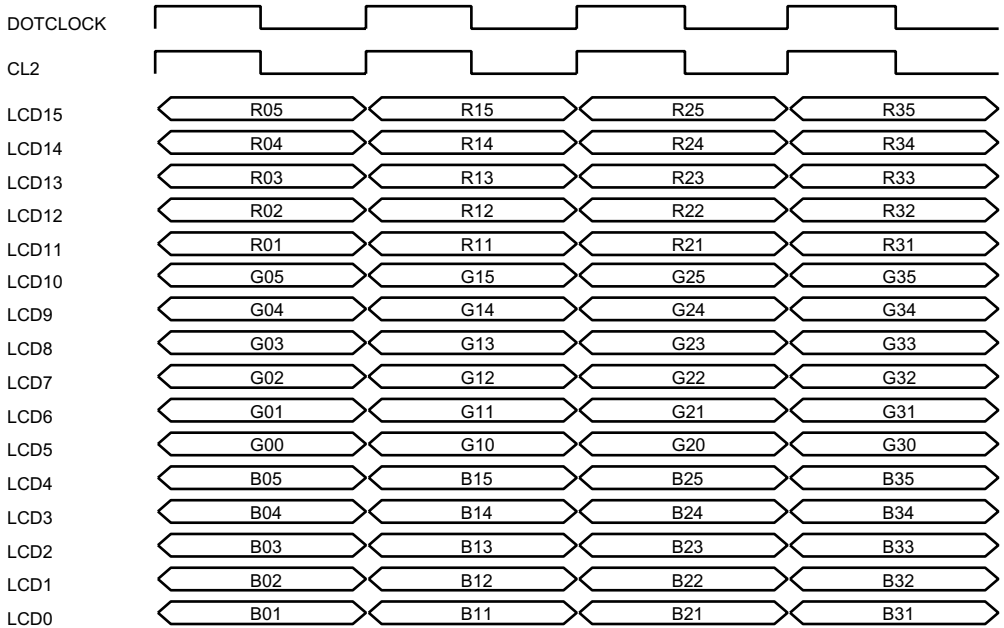 DOTCLOCK
CL2
LCD15 R05 R15 R25 R35
LCD14 R04 R14 R24 R34
LCD13 R03 R13 R23 R33
LCD12 R02 R12 R22 R32
LCD11 R01 R11 R21 R31
LCD10 G05 G15 G25 G35
LCD9 G04 G14 G24 G34
LCD8 G03 G13 G23 G33
LCD7 G02 G12 G22 G32
LCD6 G01 G11 G21 G31
LCD5 G00 G10 G20 G30
LCD4 B05 B15 B25 B35
LCD3 B04 B14 B24 B34
LCD2 B03 B13 B23 B33
LCD1 B02 B12 B22 B32
LCD0 B01 B11 B21 B31